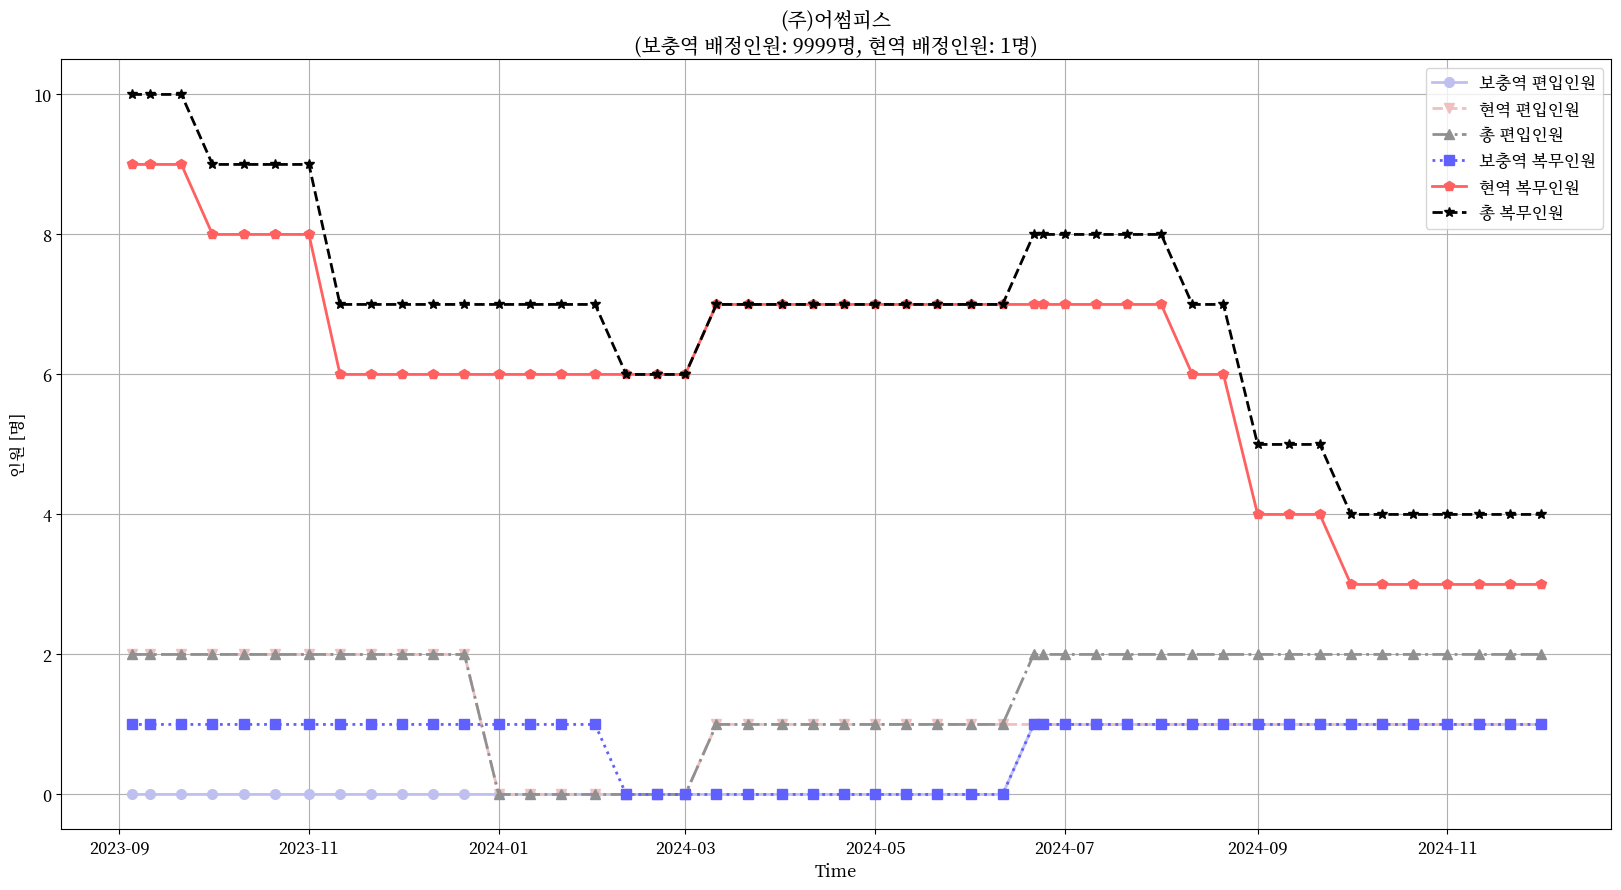 (주)어썸피스
(보충역 배정인원: 9999명, 현역 배정인원: 1명)
보충역 편입인원
현역 편입인원
총 편입인원
보충역 복무인원
현역 복무인원
총 복무인원
인원 [명]
10
8
6
4
2
0
2023-09
2023-11
2024-01
2024-03
2024-05
2024-07
2024-09
2024-11
Time